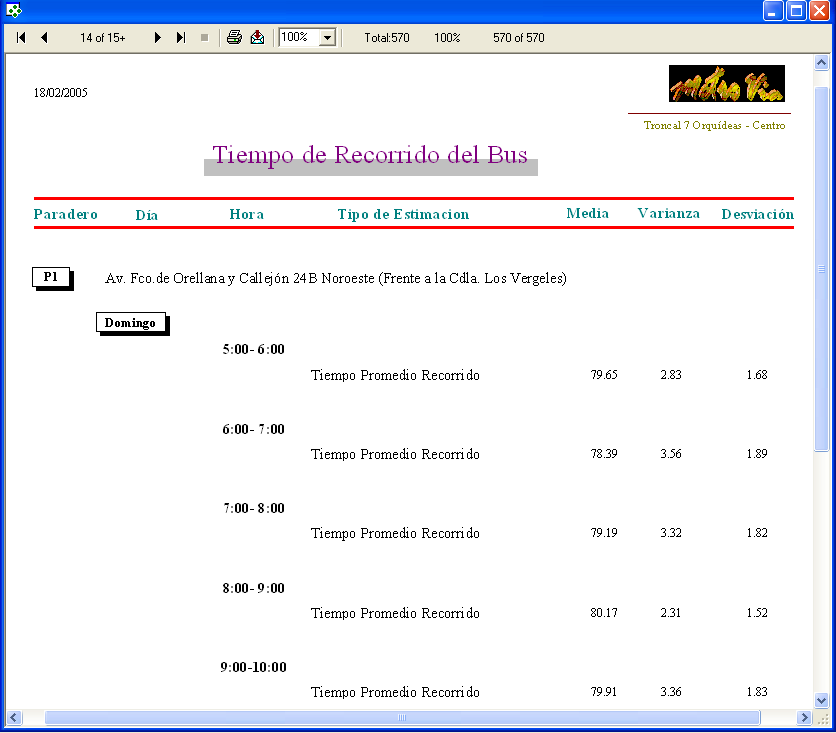 14 of 15+ 100% Total:570 100% 570 of 570
18/02/2005
Metro Vía
Troncal 7 Orquídeas - Centro
Tiempo de Recorrido del Bus
Paradero Día Hora Tipo de Estimacion Media Varianza Desviación
P1 Av. Fco.de Orellana y Callejón 24B Noroeste (Frente a la Cdla. Los Vergeles)
Domingo
5:00- 6:00
Tiempo Promedio Recorrido 79.65 2.83 1.68
6:00- 7:00
Tiempo Promedio Recorrido 78.39 3.56 1.89
7:00- 8:00
Tiempo Promedio Recorrido 79.19 3.32 1.82
8:00- 9:00
Tiempo Promedio Recorrido 80.17 2.31 1.52
9:00-10:00
Tiempo Promedio Recorrido 79.91 3.36 1.83